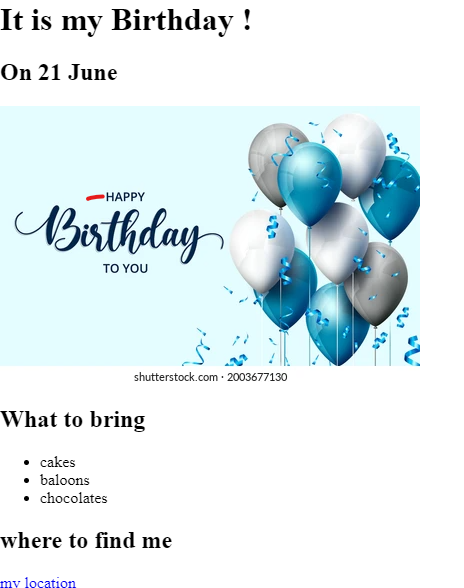 It is my Birthday !
On 21 June
HAPPY
Birthday
TO YOU
shutterstock.com · 2003677130
What to bring
cakes
baloons
chocolates
where to find me
my location